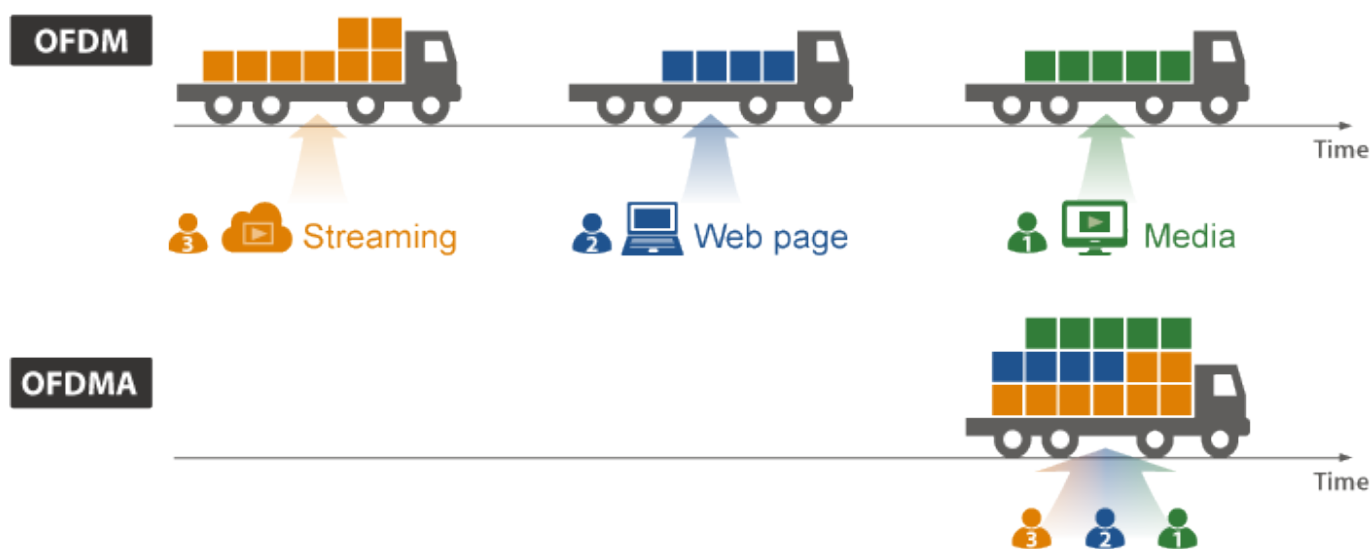 OFDM
Time
3 Streaming
2 Web page
1 Media
OFDMA
Time
3 2 1